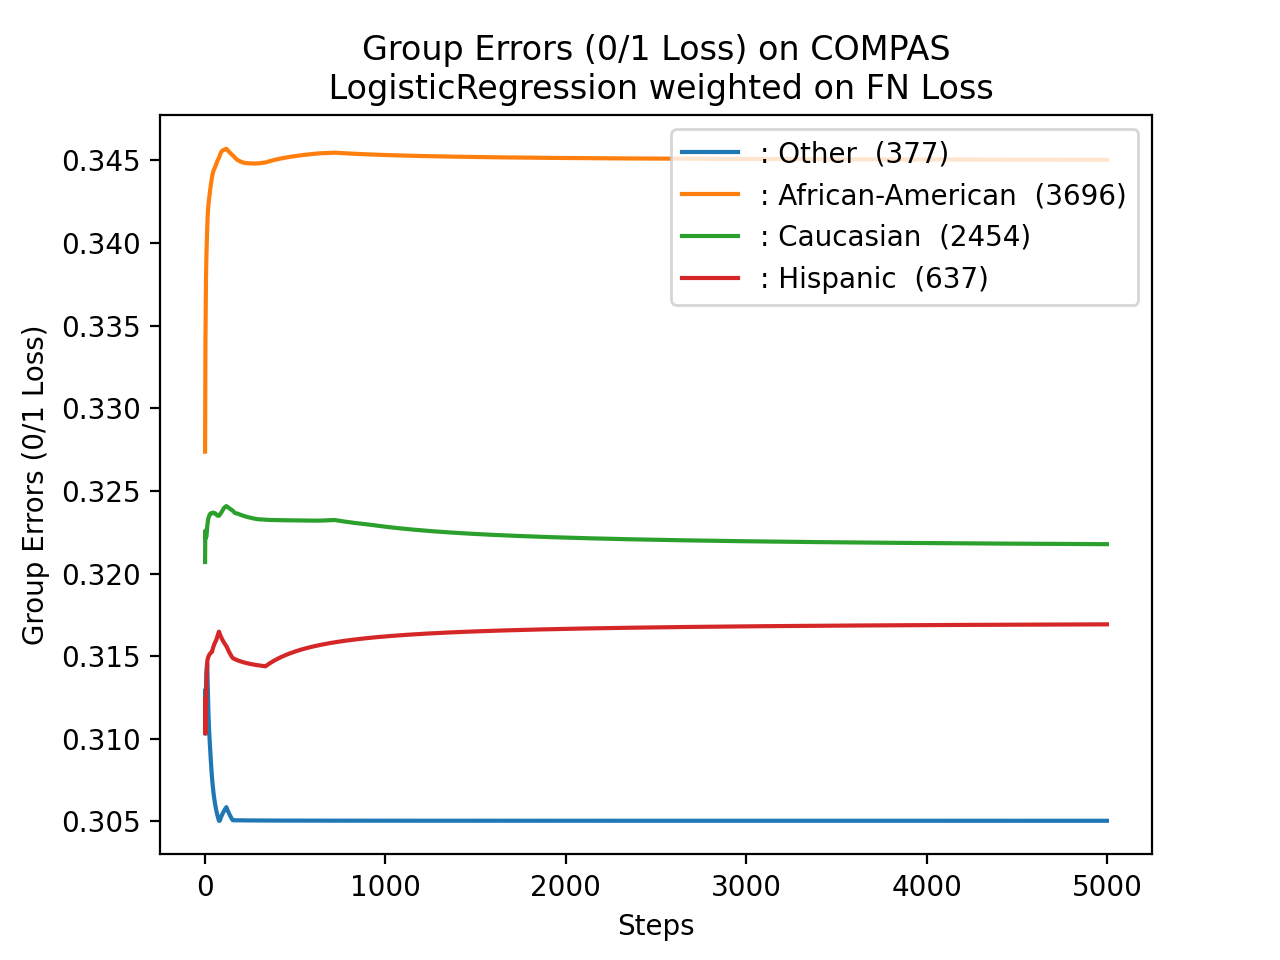 Group Errors (0/1 Loss) on COMPAS
LogisticRegression weighted on FN Loss
Group Errors (0/1 Loss)
0.345
0.340
0.335
0.330
0.325
0.320
0.315
0.310
0.305
: Other (377)
: African-American (3696)
: Caucasian (2454)
: Hispanic (637)
0 1000 2000 3000 4000 5000
Steps